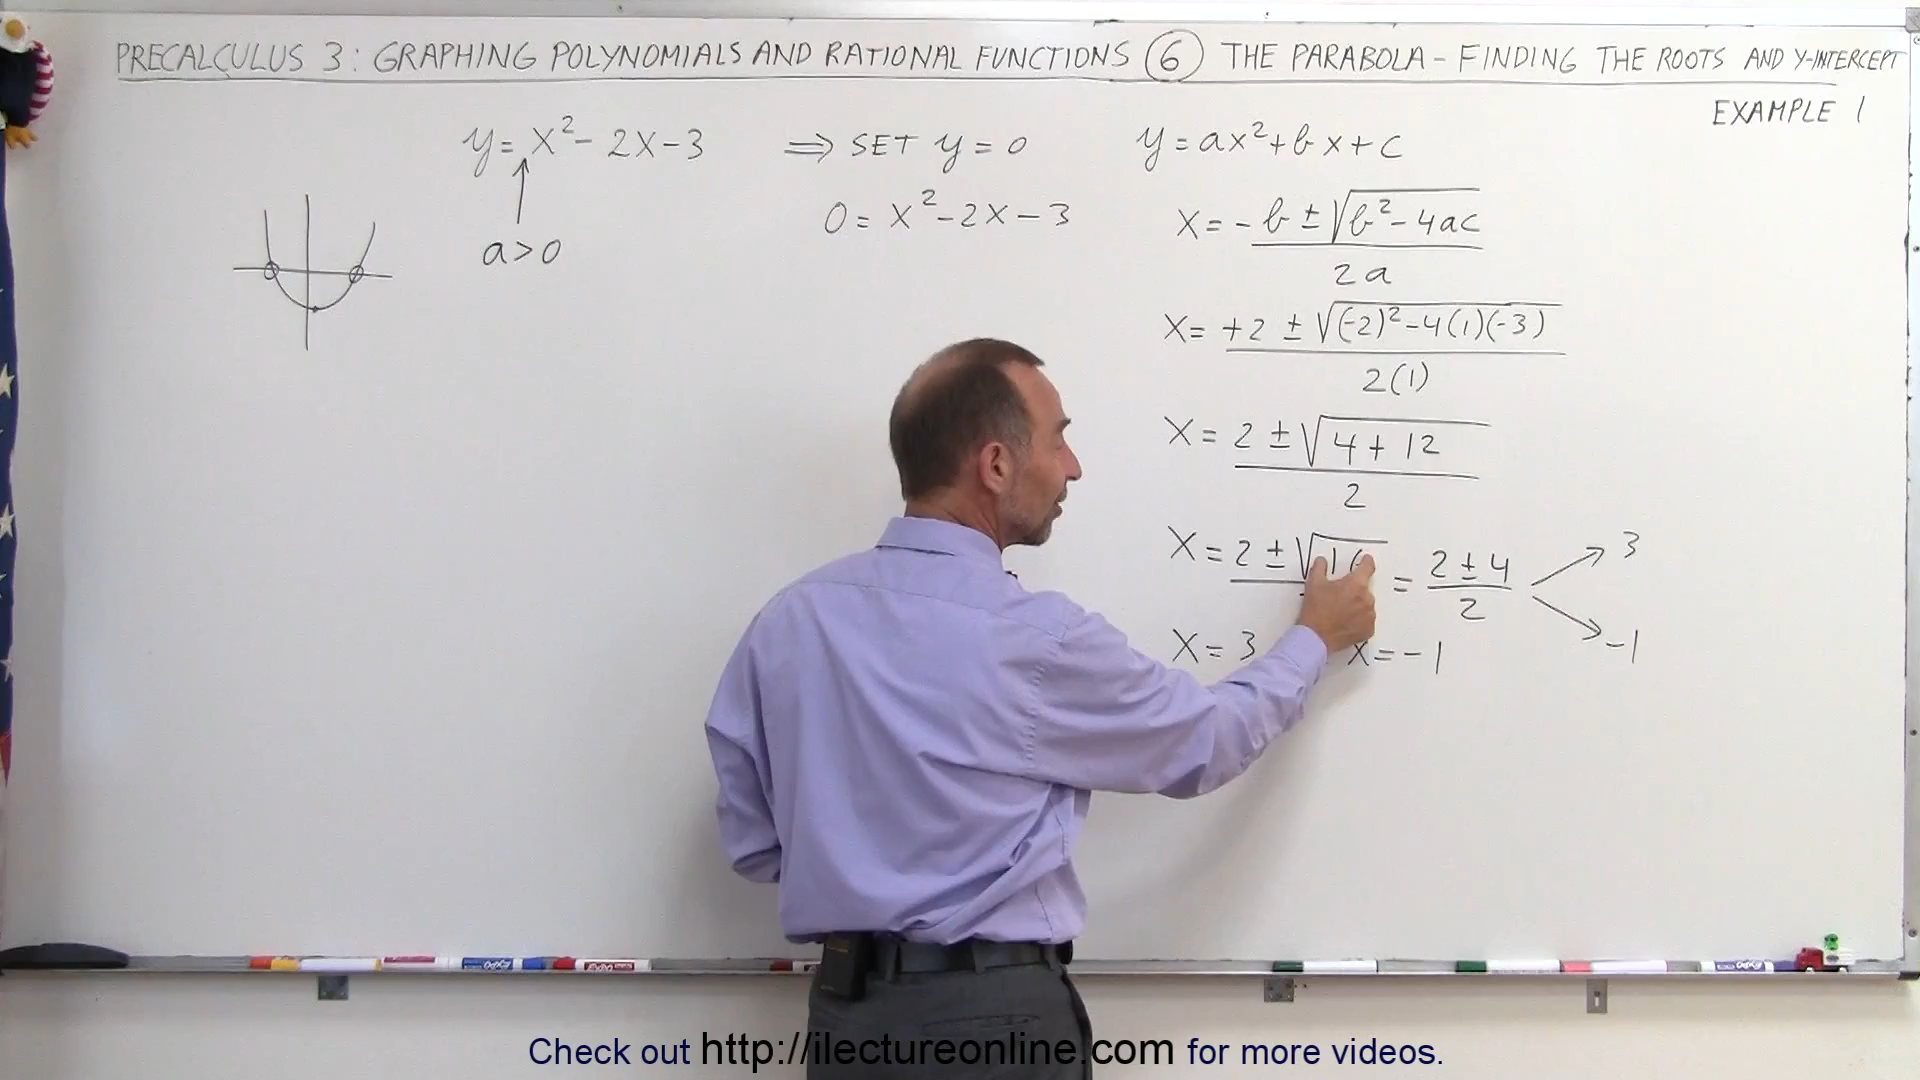 PRECALCULUS 3: GRAPHING POLYNOMIALS AND RATIONAL FUNCTIONS ⑥ THE PARABOLA - FINDING THE ROOTS AND Y-INTERCEPT
EXAMPLE 1
y = x² - 2x - 3
a > 0
⇒ SET y = 0
0 = x² - 2x - 3
y = ax² + bx + c
x = -b ± √b² - 4ac / 2a
x = +2 ± √(-2)² - 4(1)(-3) / 2(1)
x = 2 ± √4 + 12 / 2
x = 2 ± √16 = 2 ± 4 / 2
3
-1
x = 3
x = -1
Check out http://ilectureonline.com for more videos.